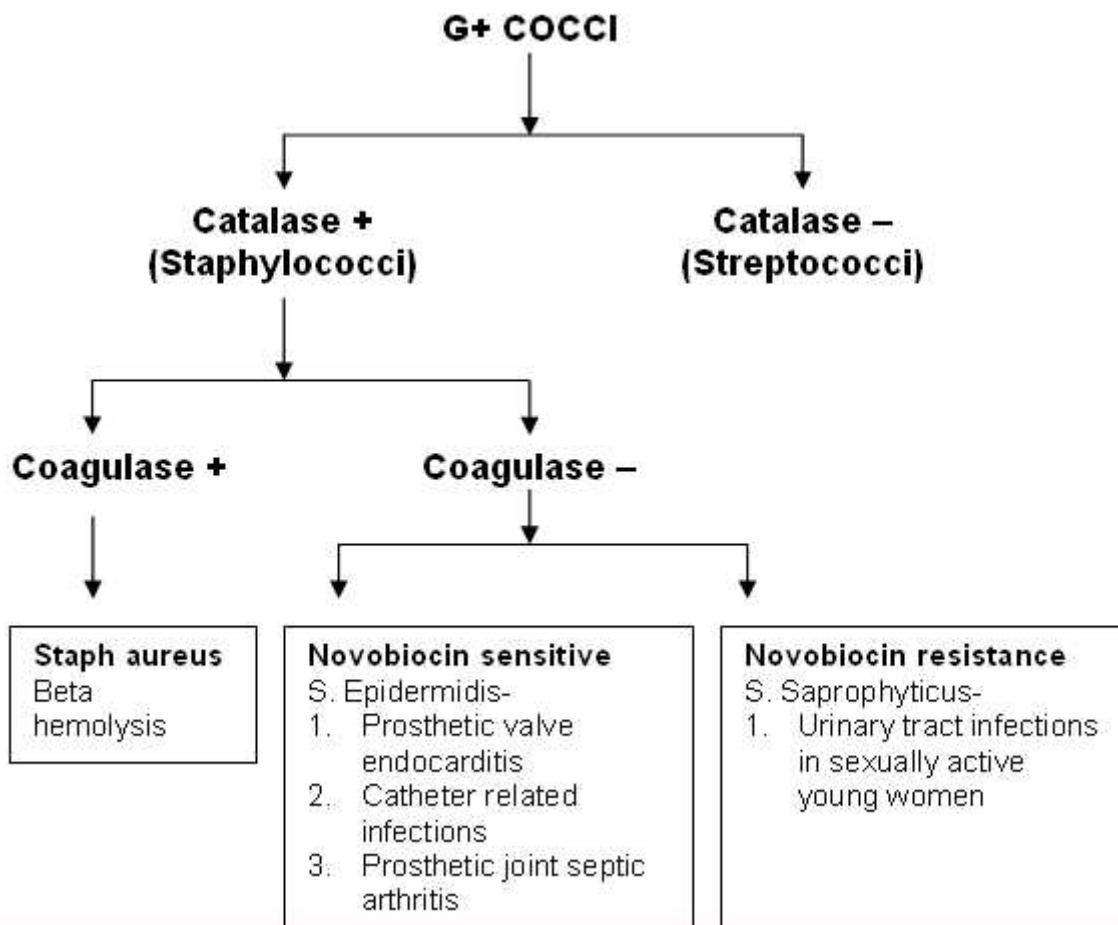 G+ COCCI
Catalase +
(Staphylococci)
Catalase –
(Streptococci)
Coagulase +
Coagulase –
Staph aureus
Beta
hemolysis
Novobiocin sensitive
S. Epidermidis-
1. Prosthetic valve
endocarditis
2. Catheter related
infections
3. Prosthetic joint septic
arthritis
Novobiocin resistance
S. Saprophyticus-
1. Urinary tract infections
in sexually active
young women